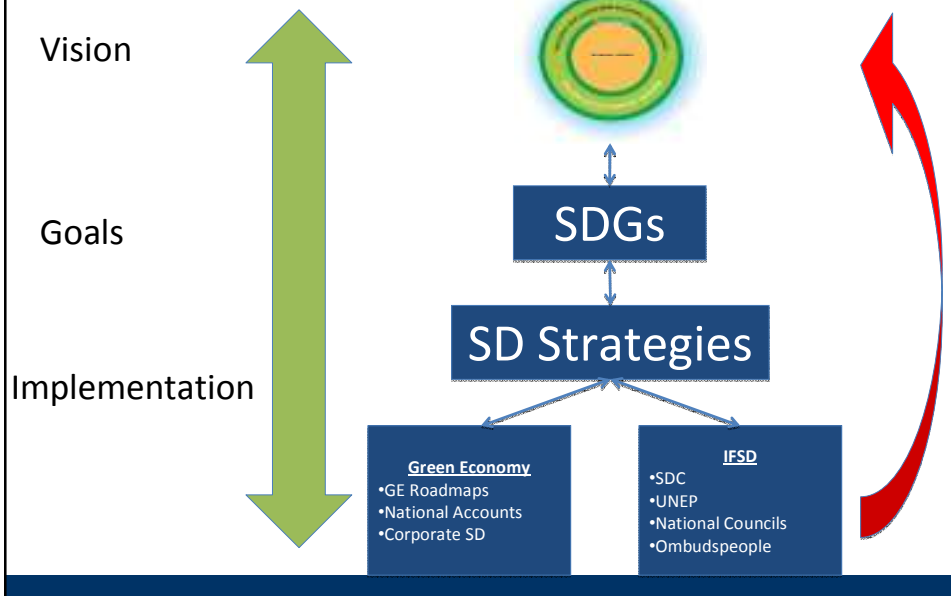 Vision
Goals
SDGs
SD Strategies
Implementation
Green Economy
•GE Roadmaps
•National Accounts
•Corporate SD
IFSD
•SDC
•UNEP
•National Councils
•Ombudspeople